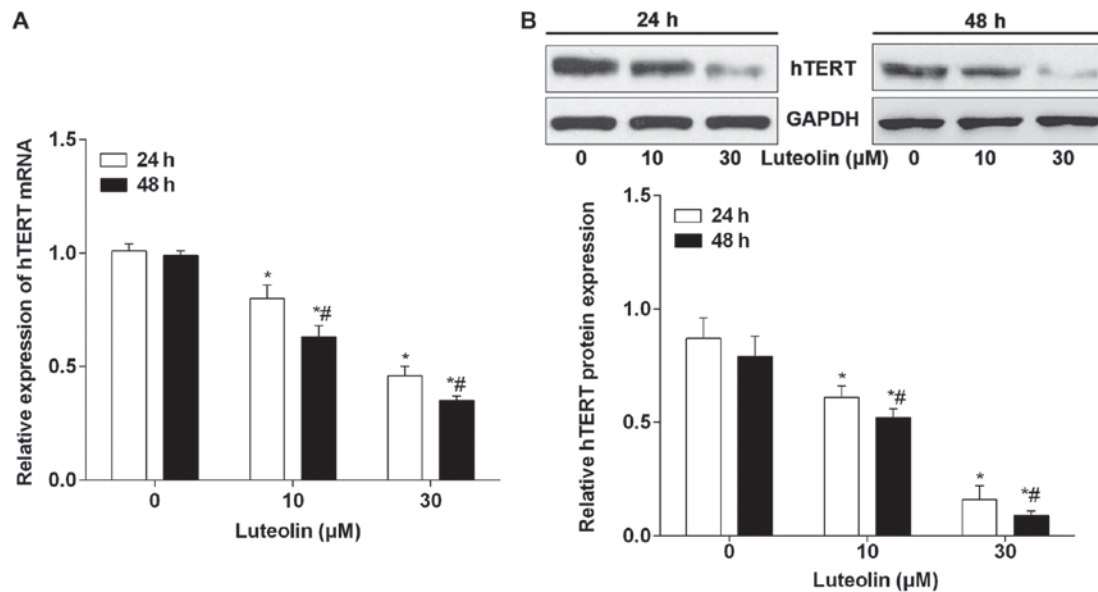 A
1.5
1.0
0.5
0.0
Relative expression of hTERT mRNA
24 h
48 h
*
*#
*
*#
0 10 30
Luteolin (µM)
B
24 h 48 h
hTERT
GAPDH
0 10 30 Luteolin (µM) 0 10 30
1.5
1.0
0.5
0.0
Relative hTERT protein expression
24 h
48 h
*
*#
*
*#
0 10 30
Luteolin (µM)